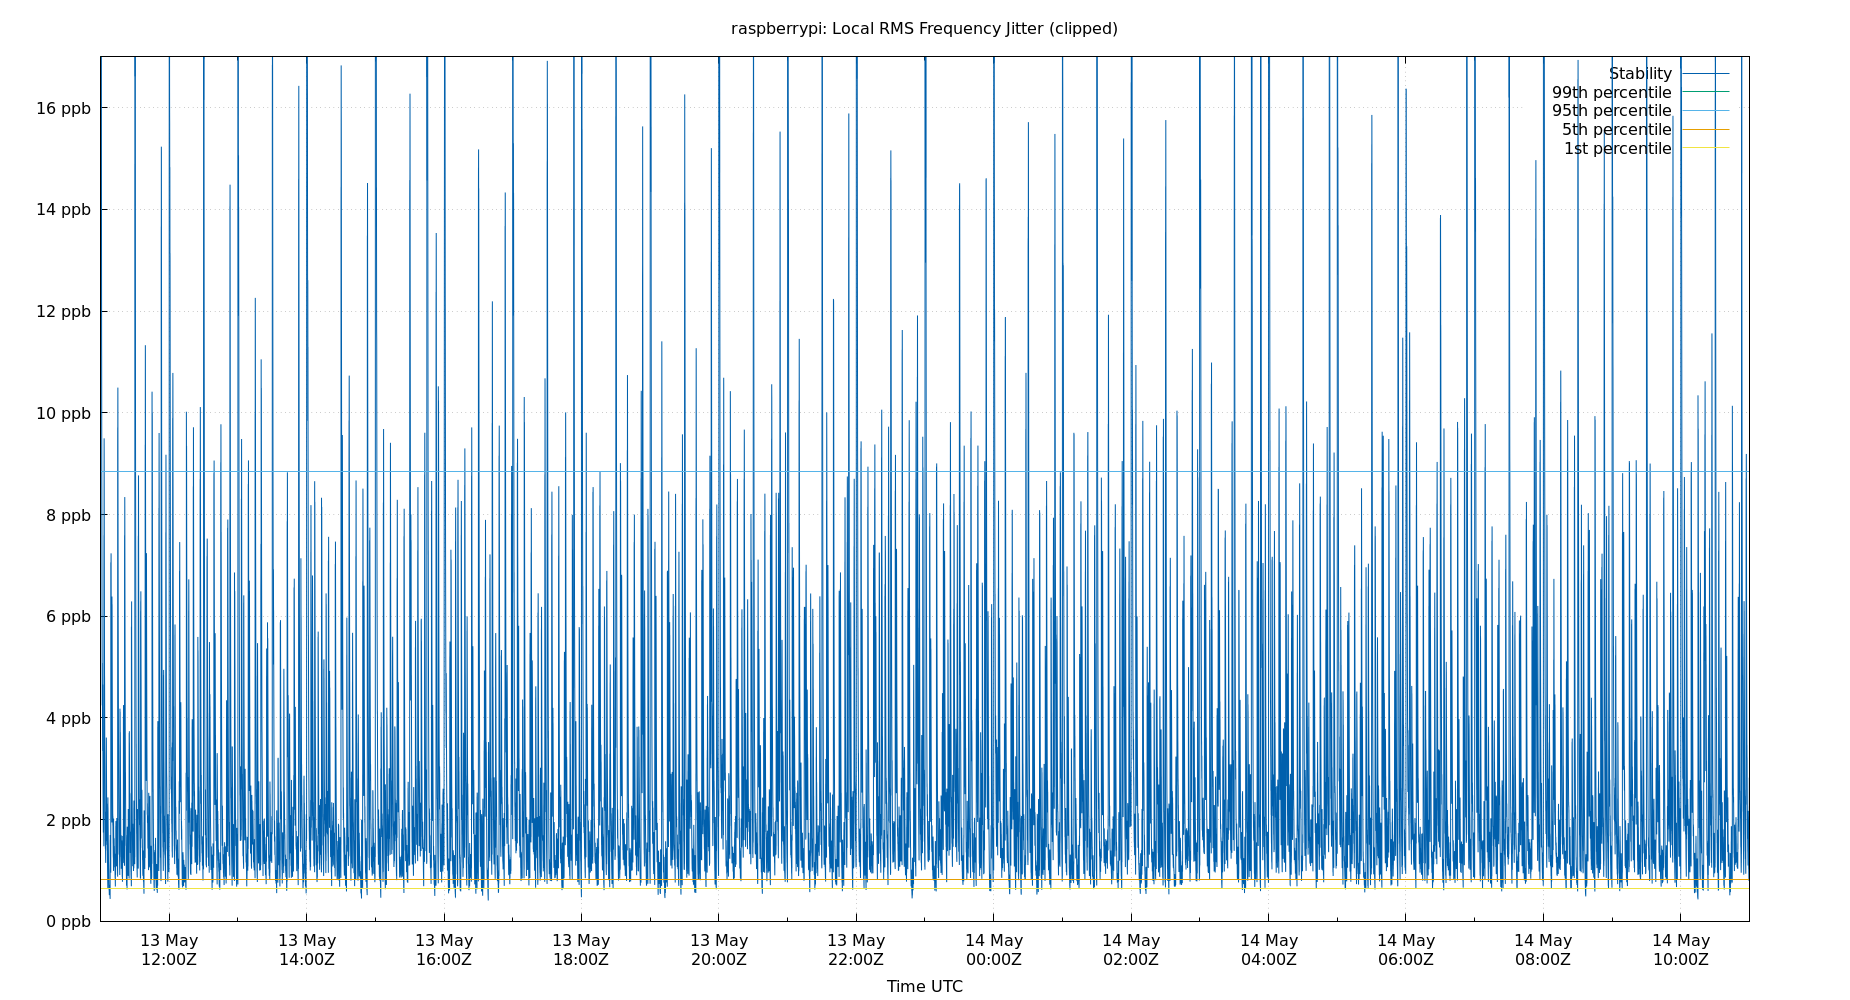 raspberrypi: Local RMS Frequency Jitter (clipped)
Stability
99th percentile
95th percentile
5th percentile
1st percentile
16 ppb
14 ppb
12 ppb
10 ppb
8 ppb
6 ppb
4 ppb
2 ppb
0 ppb
13 May 13 May 13 May 13 May 13 May 13 May 14 May 14 May 14 May 14 May 14 May 14 May
12:00Z 14:00Z 16:00Z 18:00Z 20:00Z 22:00Z 00:00Z 02:00Z 04:00Z 06:00Z 08:00Z 10:00Z
Time UTC